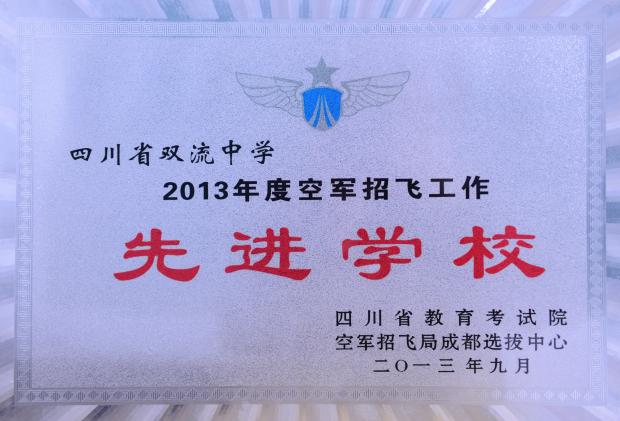 四川省双流中学
2013年度空军招飞工作
先进学校
四川省教育考试院
空军招飞局成都选拔中心
二〇一三年九月